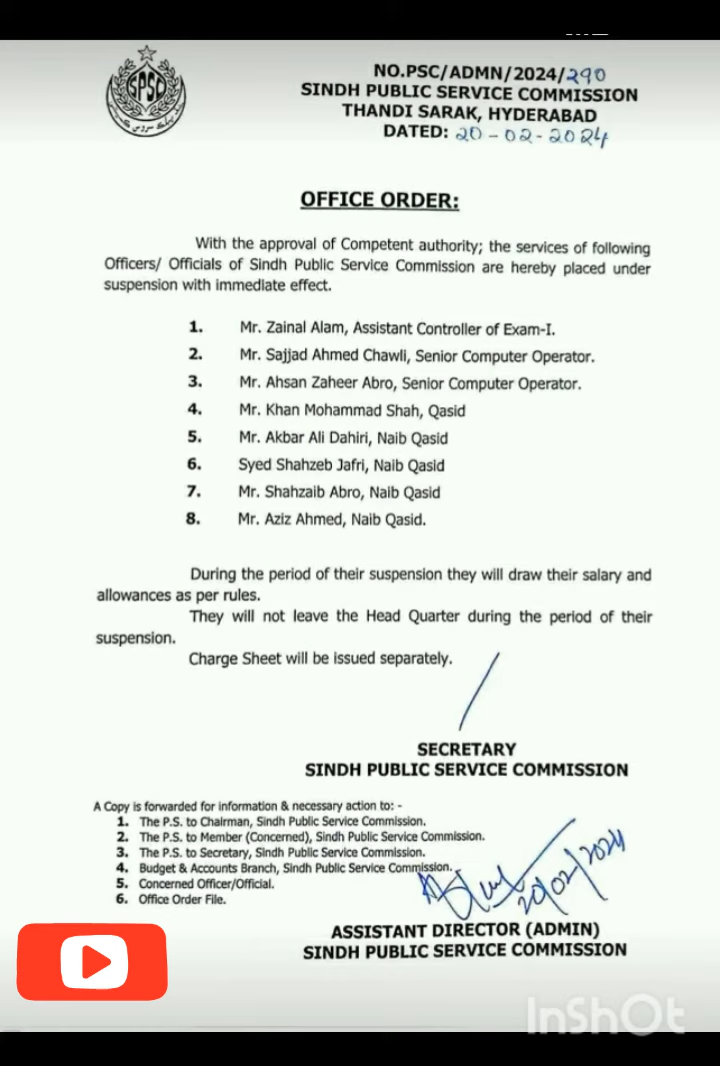 SPSC
NO.PSC/ADMN/2024/290
SINDH PUBLIC SERVICE COMMISSION
THANDI SARAK, HYDERABAD
DATED: 20-02-2024
OFFICE ORDER:
With the approval of Competent authority; the services of following
Officers/ Officials of Sindh Public Service Commission are hereby placed under
suspension with immediate effect.
1. Mr. Zainal Alam, Assistant Controller of Exam-I.
2. Mr. Sajjad Ahmed Chawli, Senior Computer Operator.
3. Mr. Ahsan Zaheer Abro, Senior Computer Operator.
4. Mr. Khan Mohammad Shah, Qasid
5. Mr. Akbar Ali Dahiri, Naib Qasid
6. Syed Shahzeb Jafri, Naib Qasid
7. Mr. Shahzaib Abro, Naib Qasid
8. Mr. Aziz Ahmed, Naib Qasid.
During the period of their suspension they will draw their salary and
allowances as per rules.
They will not leave the Head Quarter during the period of their
suspension.
Charge Sheet will be issued separately.
SECRETARY
SINDH PUBLIC SERVICE COMMISSION
A Copy is forwarded for information & necessary action to: -
1. The P.S. to Chairman, Sindh Public Service Commission.
2. The P.S. to Member (Concerned), Sindh Public Service Commission.
3. The P.S. to Secretary, Sindh Public Service Commission.
4. Budget & Accounts Branch, Sindh Public Service Commission.
5. Concerned Officer/Official.
6. Office Order File.
20/02/2024
ASSISTANT DIRECTOR (ADMIN)
SINDH PUBLIC SERVICE COMMISSION
InShOt